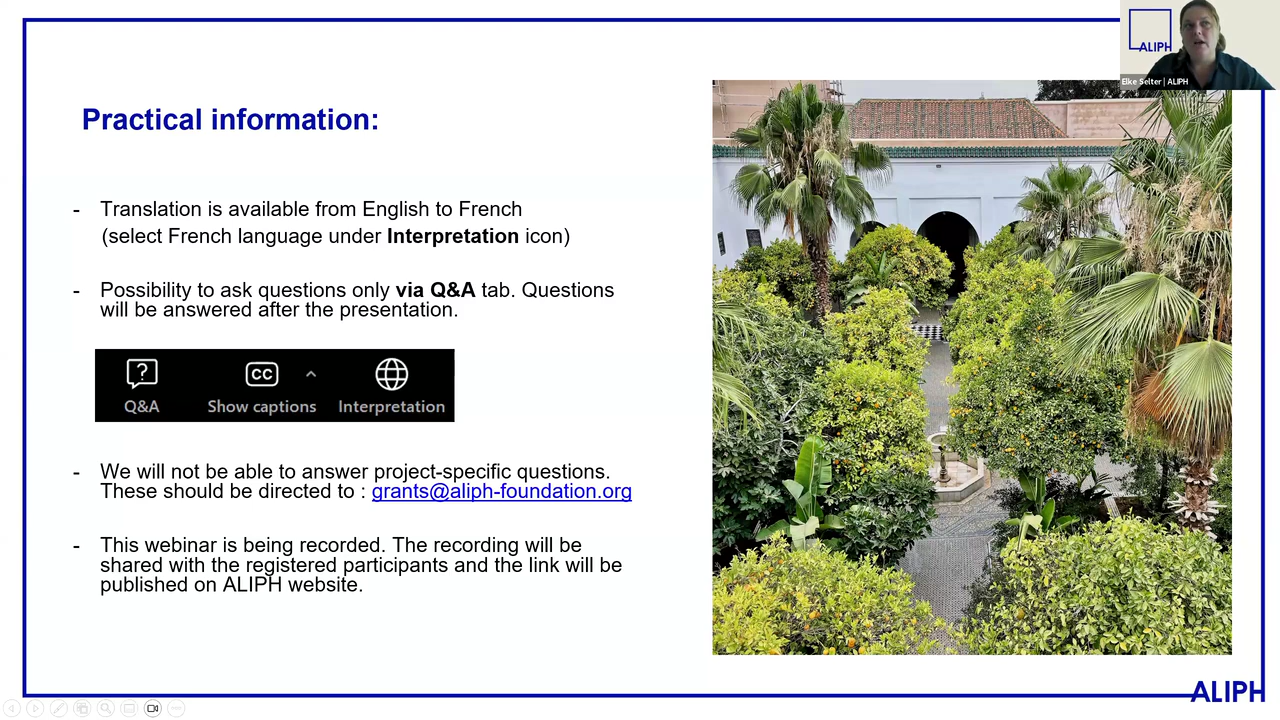 ALIPH
Elke Selter | ALIPH
Practical information:
- Translation is available from English to French
(select French language under Interpretation icon)
- Possibility to ask questions only via Q&A tab. Questions
will be answered after the presentation.
CC
Q&A Show captions Interpretation
- We will not be able to answer project-specific questions.
These should be directed to : grants@aliph-foundation.org
- This webinar is being recorded. The recording will be
shared with the registered participants and the link will be
published on ALIPH website.
ALIPH